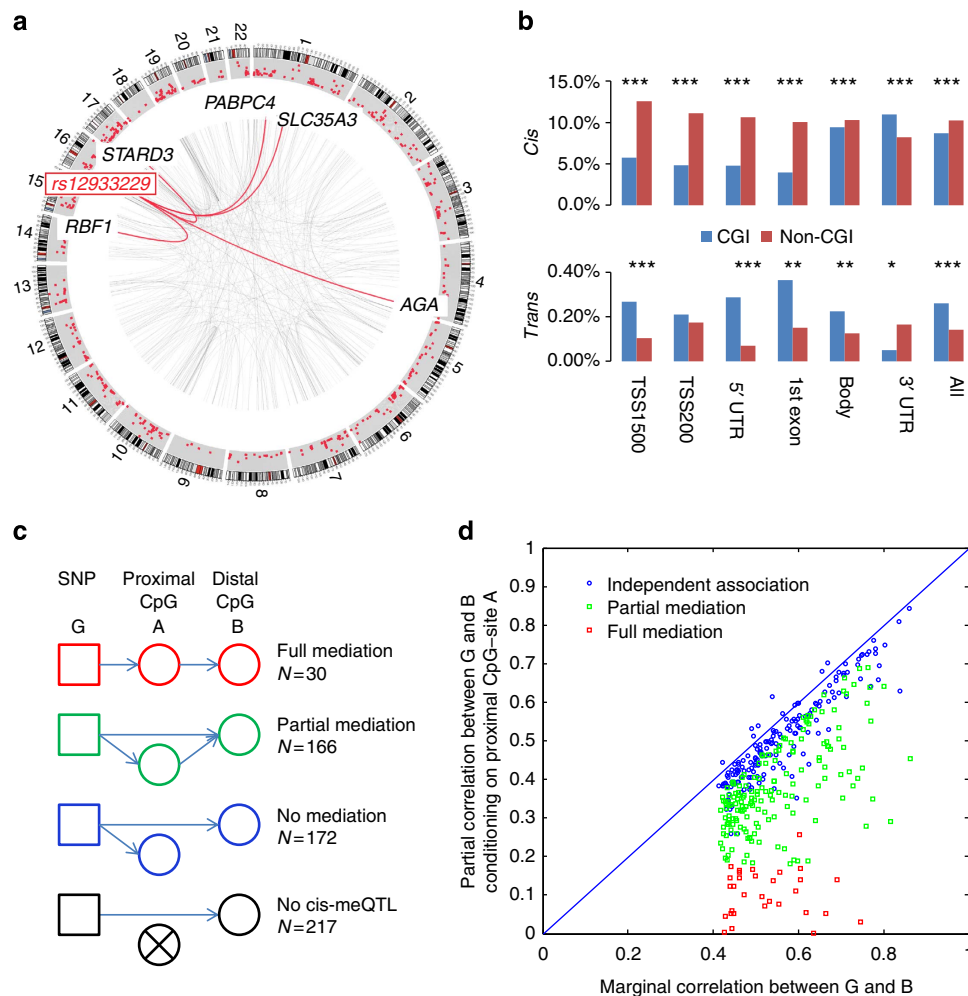 a
1
2
3
4
5
6
7
8
9
10
11
12
13
14
15
16
17
18
19
20
21
22
PABPC4
SLC35A3
STARD3
rs12933229
RBF1
AGA
b
15.0%
10.0%
5.0%
0.0%
Cis
*** *** *** *** *** *** ***
CGI Non-CGI
0.40%
0.20%
0.00%
Trans
*** *** ** ** * ***
TSS1500
TSS200
5′ UTR
1st exon
Body
3′ UTR
All
c
SNP Proximal CpG Distal CpG
G A B
Full mediation
N=30
Partial mediation
N=166
No mediation
N=172
No cis-meQTL
N=217
d
Partial correlation between G and B
conditioning on proximal CpG–site A
1
0.9
0.8
0.7
0.6
0.5
0.4
0.3
0.2
0.1
0
Independent association
Partial mediation
Full mediation
0 0.2 0.4 0.6 0.8
Marginal correlation between G and B